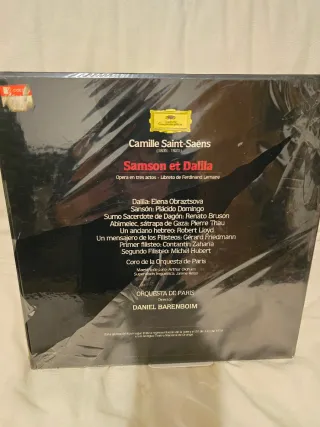 Camille Saint-Saëns
Samson et Dalila
Opera en tres actos - Libreto de Ferdinand Lemaire
Dalila: Elena Obraztsova
Sansón: Plácido Domingo
Sumo Sacerdote de Dagón: Renato Bruson
Abimelec, sátrapa de Gaza: Pierre Thau
Un anciano hebreo: Robert Lloyd
Un mensajero de los Filisteos: Gérard Friedmann
Primer filisteo: Constantin Zaharia
Segundo Filisteo: Michel Hubert
Coro de la Orquesta de Paris
ORQUESTA DE PARIS
DANIEL BARENBOIM